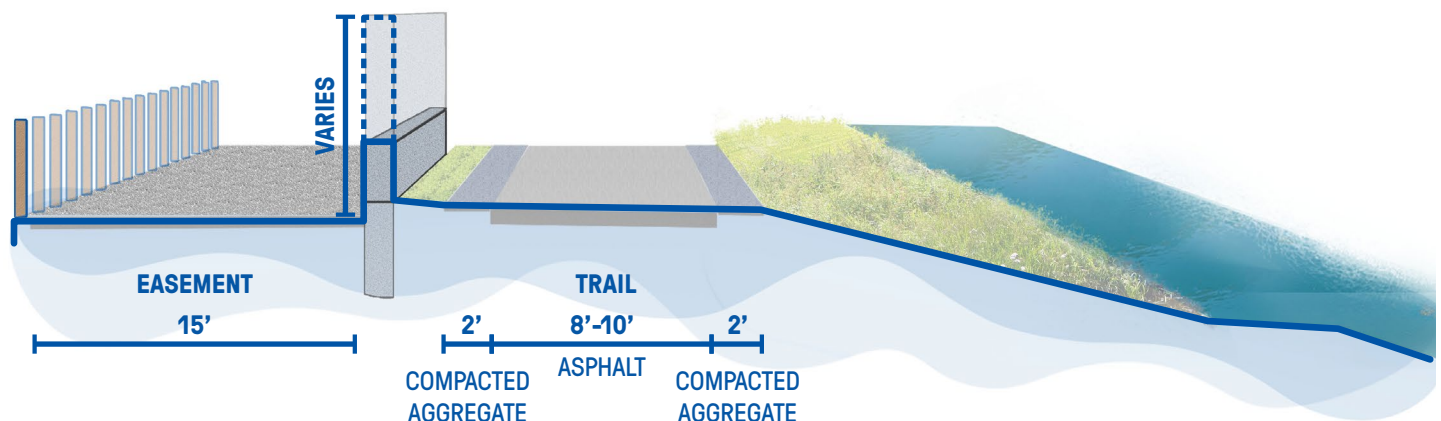 VARIES
EASEMENT
TRAIL
15’
2’
8’-10’
2’
ASPHALT
COMPACTED
AGGREGATE
COMPACTED
AGGREGATE